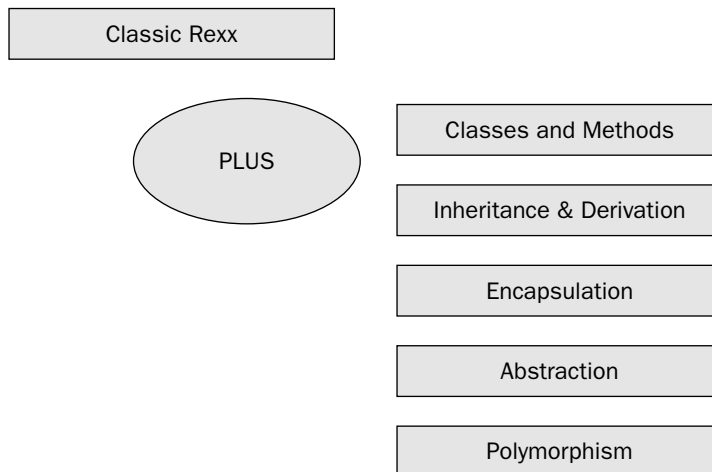 Classic Rexx
PLUS
Classes and Methods
Inheritance & Derivation
Encapsulation
Abstraction
Polymorphism